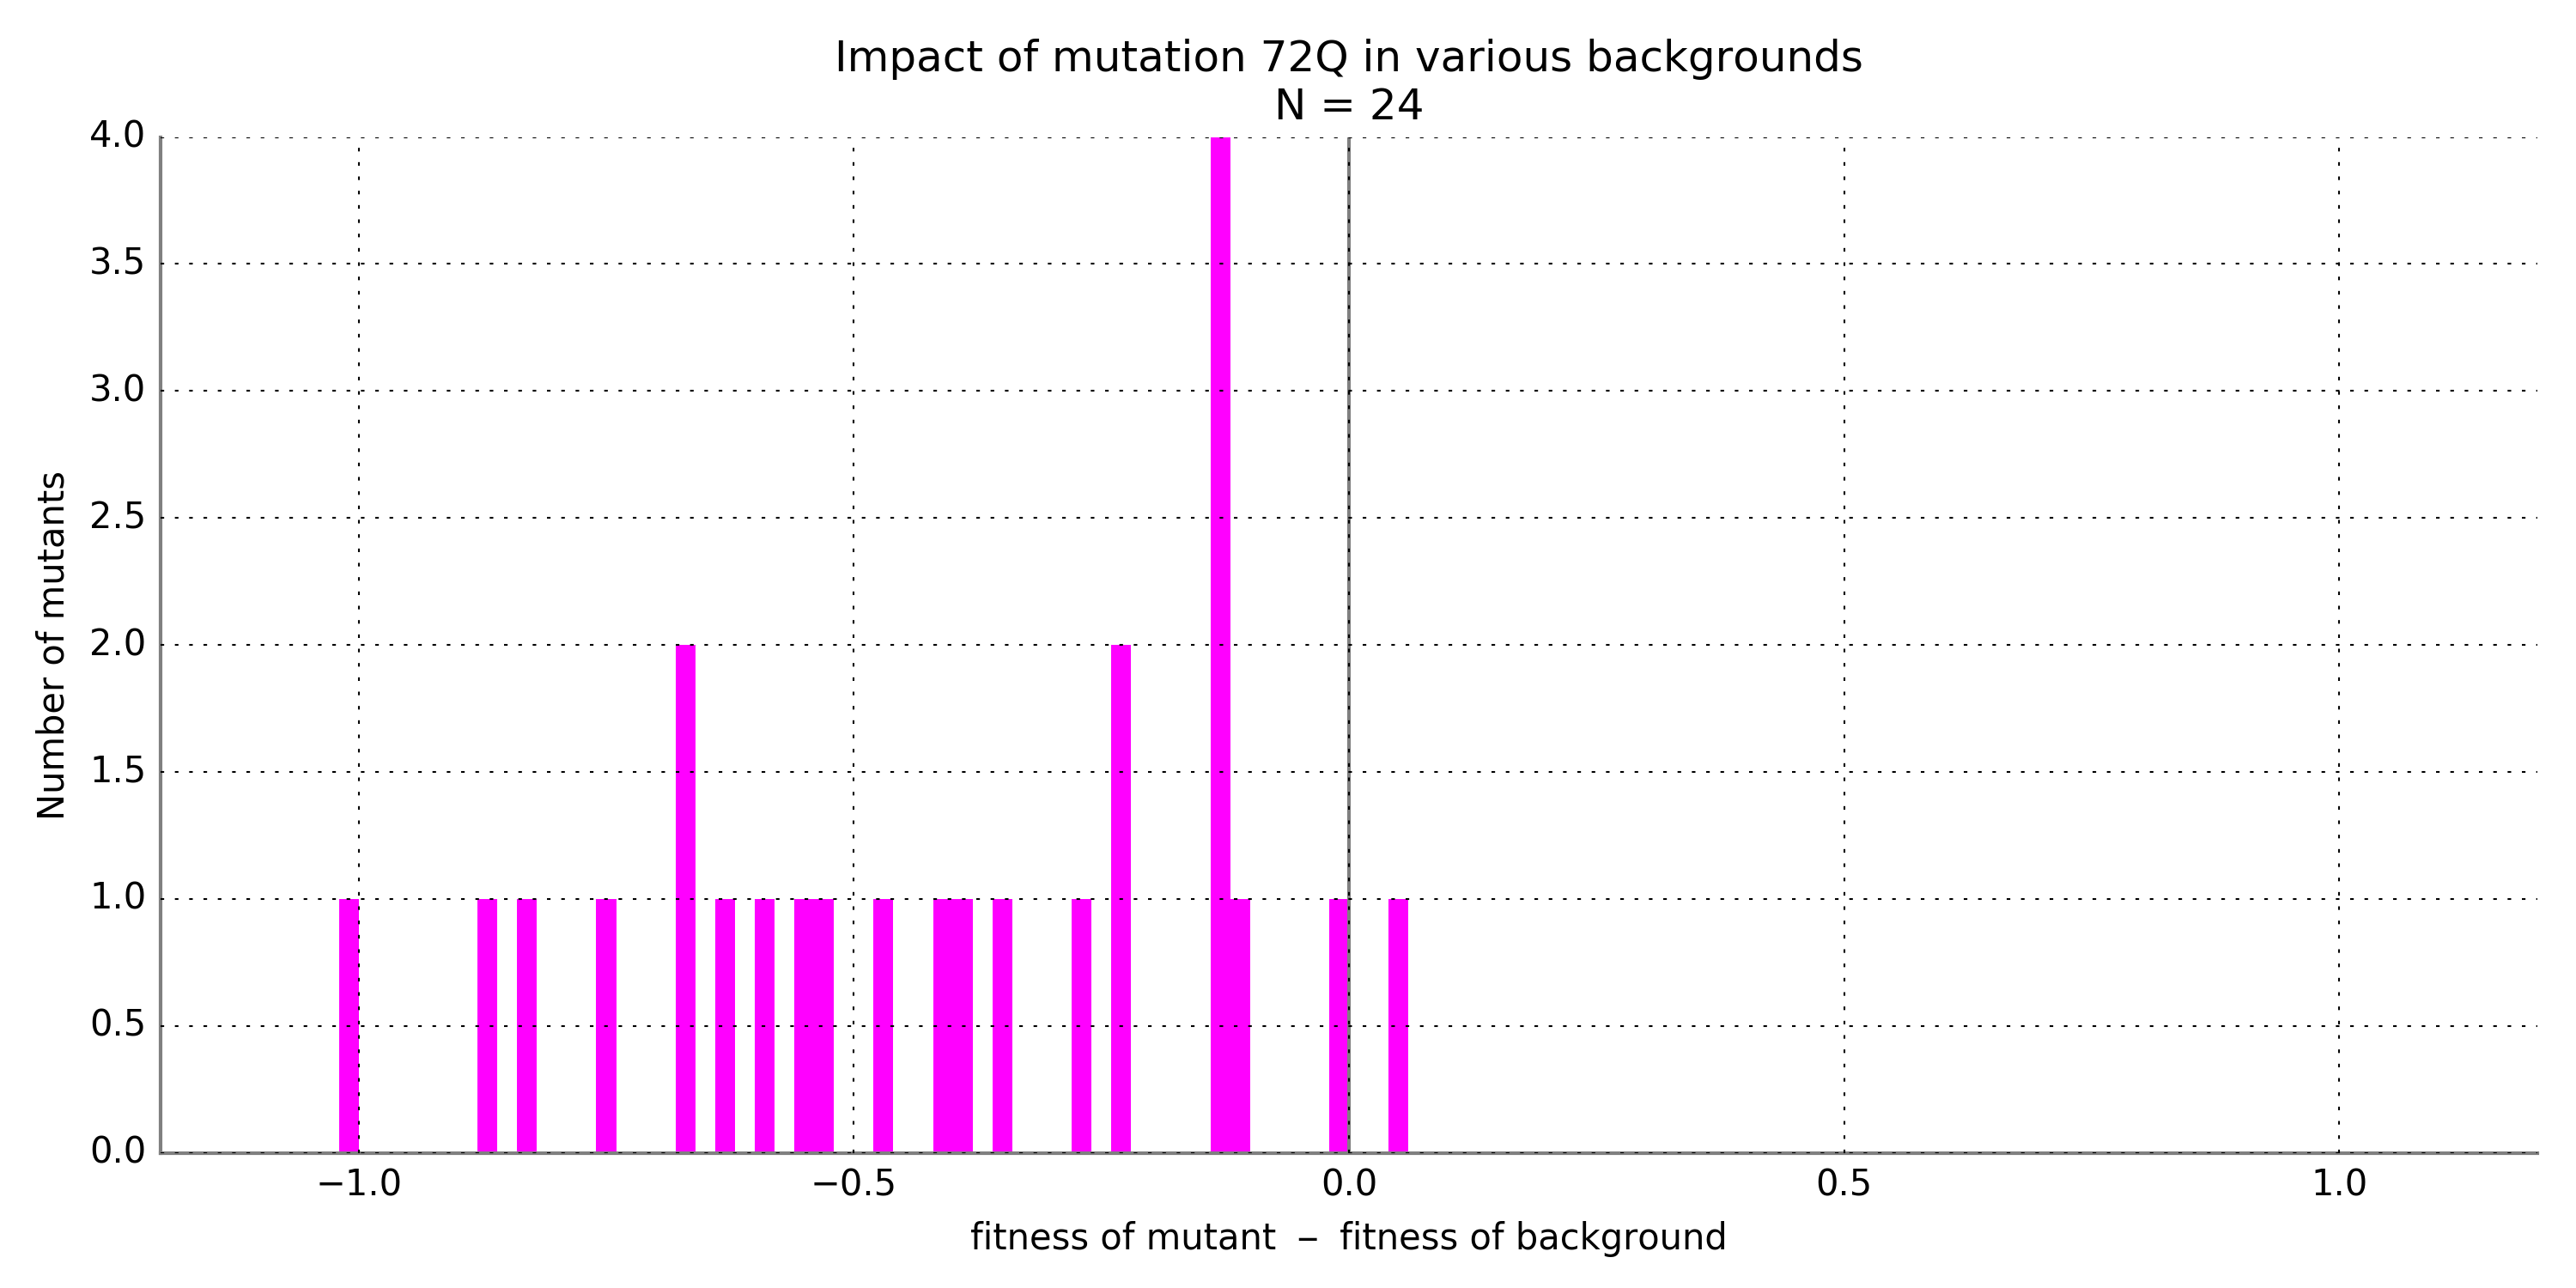 Impact of mutation 72Q in various backgrounds
N = 24
4.0
3.5
3.0
2.5
2.0
1.5
1.0
0.5
0.0
Number of mutants
−1.0 −0.5 0.0 0.5 1.0
fitness of mutant − fitness of background